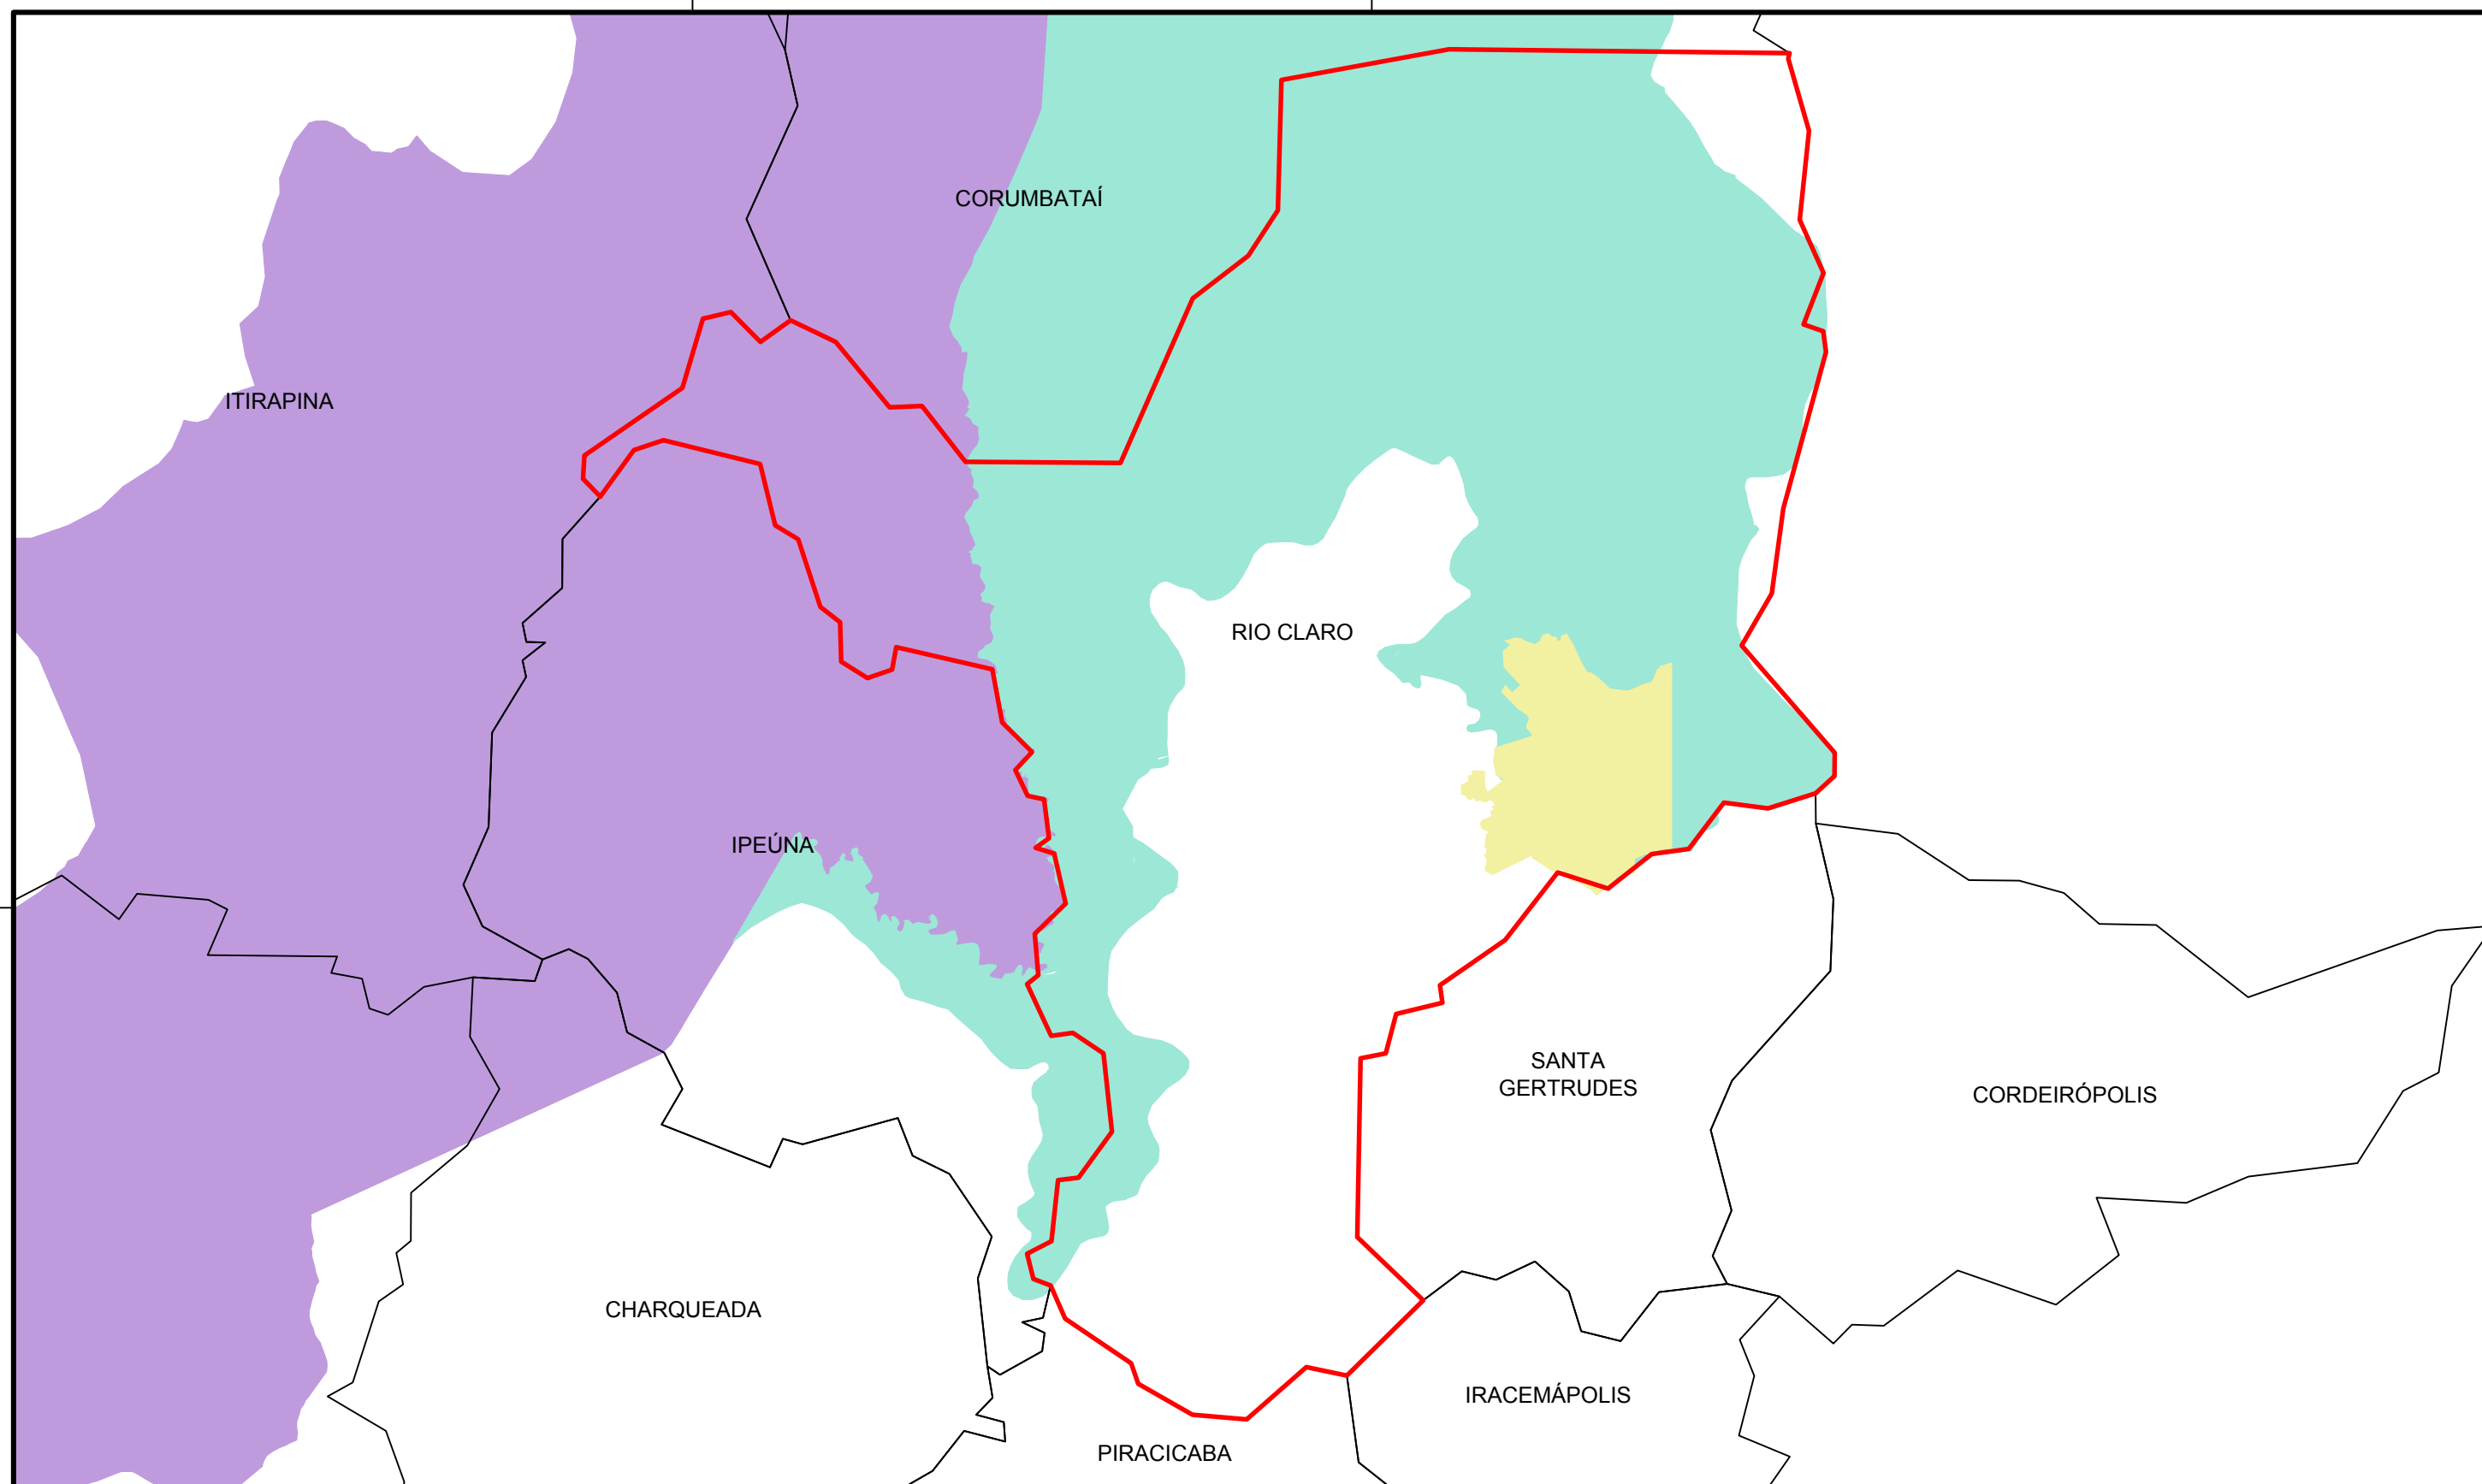 CORUMBATAÍ
ITIRAPINA
RIO CLARO
IPEÚNA
SANTA
GERTRUDES
CORDEIRÓPOLIS
CHARQUEADA
IRACEMÁPOLIS
PIRACICABA